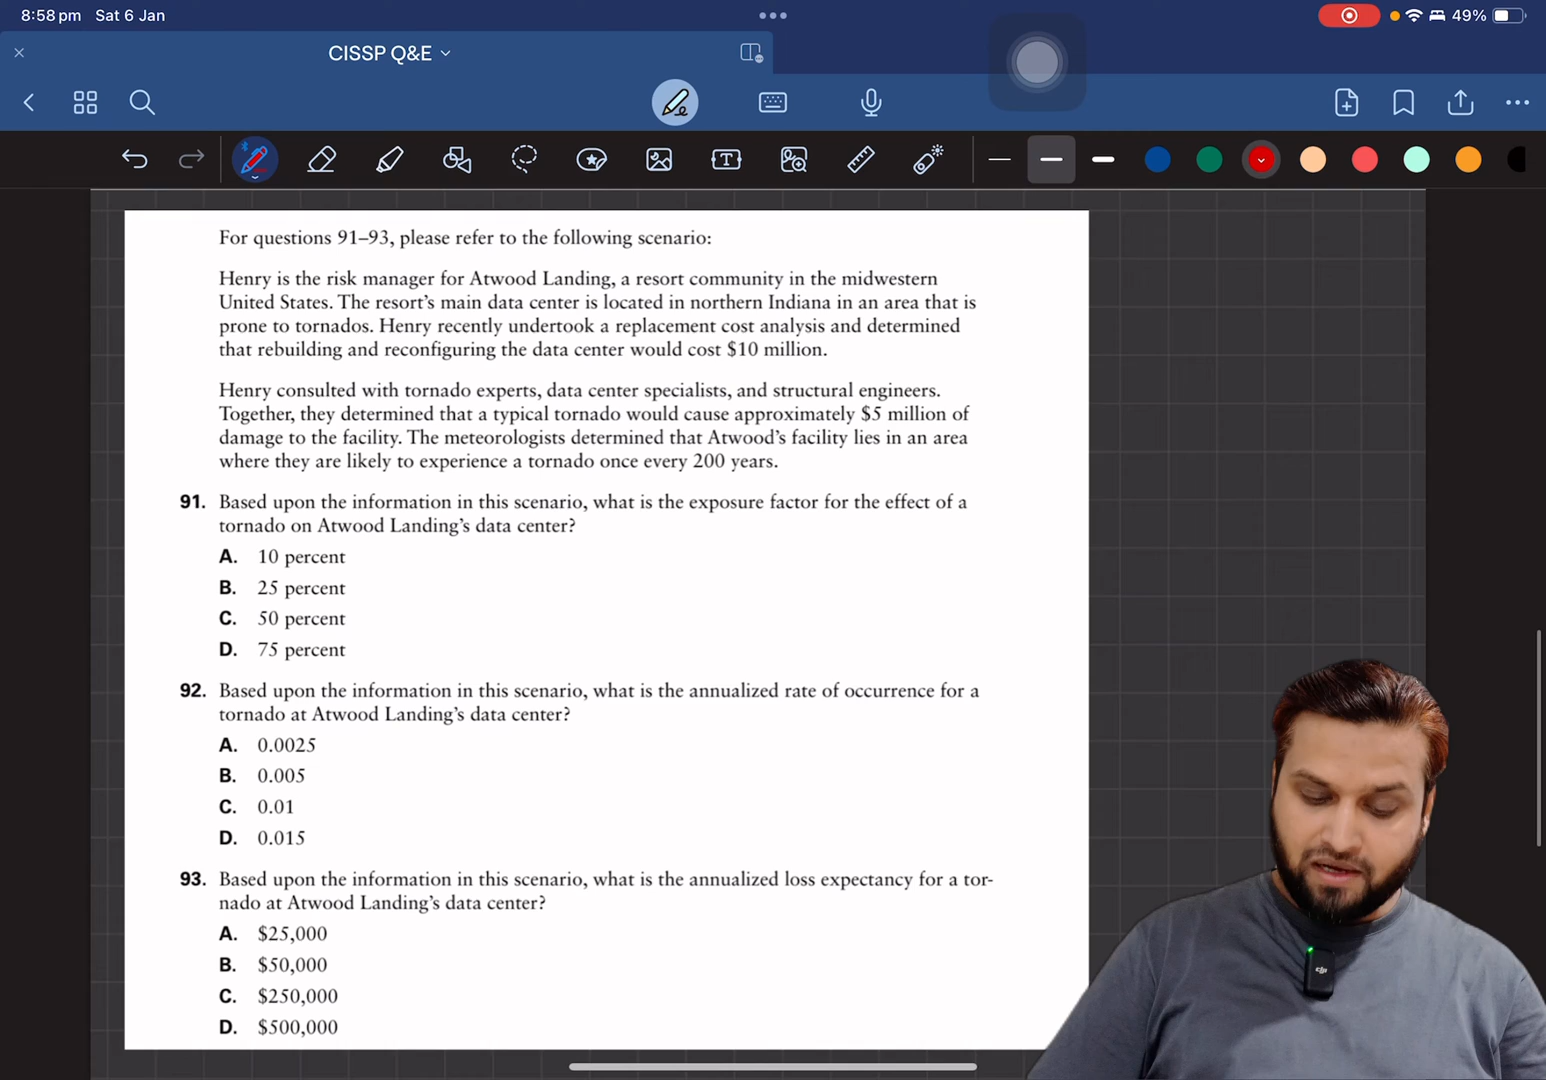 8:58 pm Sat 6 Jan
49%
CISSP Q&E
For questions 91–93, please refer to the following scenario:
Henry is the risk manager for Atwood Landing, a resort community in the midwestern
United States. The resort's main data center is located in northern Indiana in an area that is
prone to tornados. Henry recently undertook a replacement cost analysis and determined
that rebuilding and reconfiguring the data center would cost $10 million.
Henry consulted with tornado experts, data center specialists, and structural engineers.
Together, they determined that a typical tornado would cause approximately $5 million of
damage to the facility. The meteorologists determined that Atwood's facility lies in an area
where they are likely to experience a tornado once every 200 years.
91. Based upon the information in this scenario, what is the exposure factor for the effect of a
tornado on Atwood Landing's data center?
A. 10 percent
B. 25 percent
C. 50 percent
D. 75 percent
92. Based upon the information in this scenario, what is the annualized rate of occurrence for a
tornado at Atwood Landing's data center?
A. 0.0025
B. 0.005
C. 0.01
D. 0.015
93. Based upon the information in this scenario, what is the annualized loss expectancy for a tor-
nado at Atwood Landing's data center?
A. $25,000
B. $50,000
C. $250,000
D. $500,000
dji